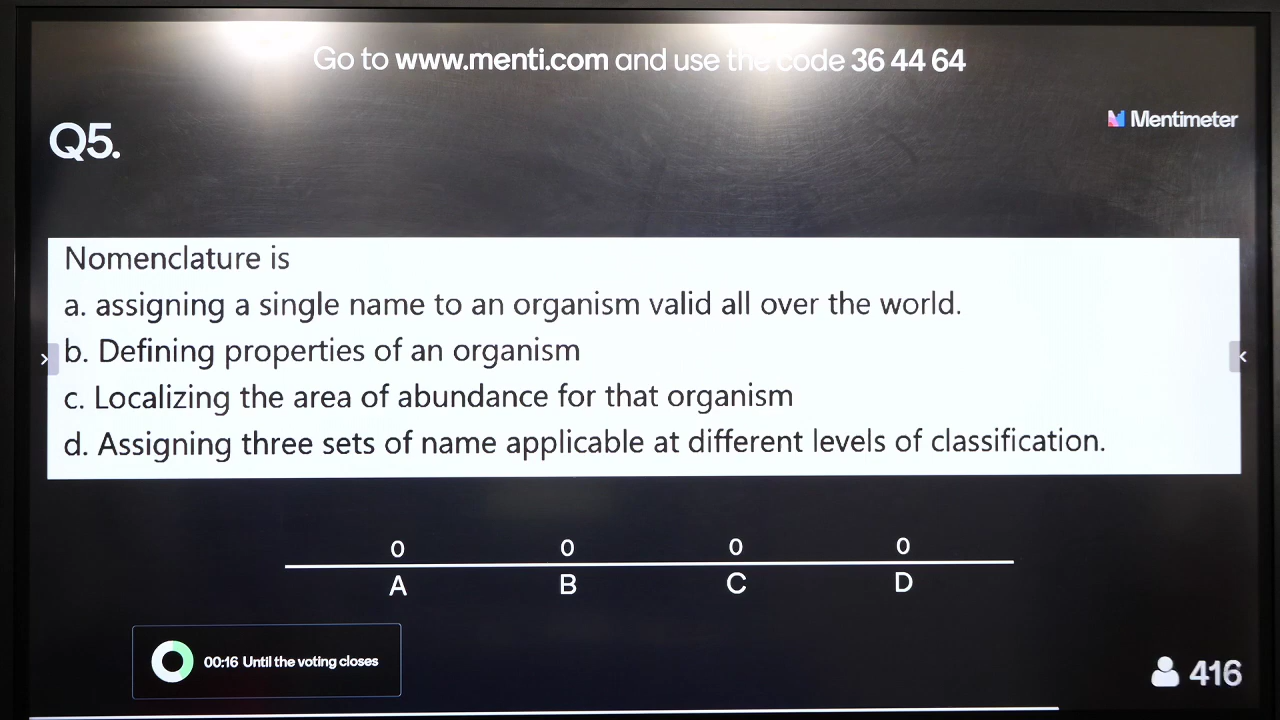 Go to www.menti.com and use the code 36 44 64
Mentimeter
Q5.
Nomenclature is
a. assigning a single name to an organism valid all over the world.
b. Defining properties of an organism
c. Localizing the area of abundance for that organism
d. Assigning three sets of name applicable at different levels of classification.
0 0 0 0
A B C D
00:16 Until the voting closes
416